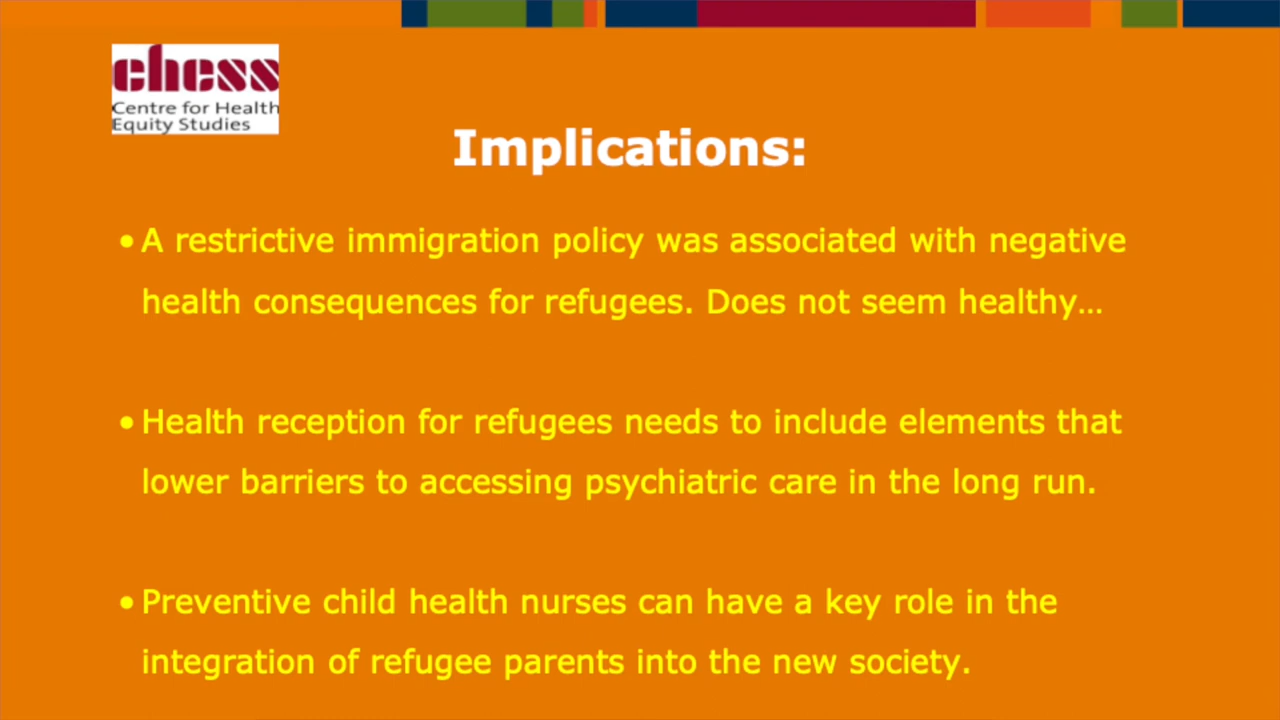 chess
Centre for Health
Equity Studies
Implications:
• A restrictive immigration policy was associated with negative
health consequences for refugees. Does not seem healthy…
• Health reception for refugees needs to include elements that
lower barriers to accessing psychiatric care in the long run.
• Preventive child health nurses can have a key role in the
integration of refugee parents into the new society.